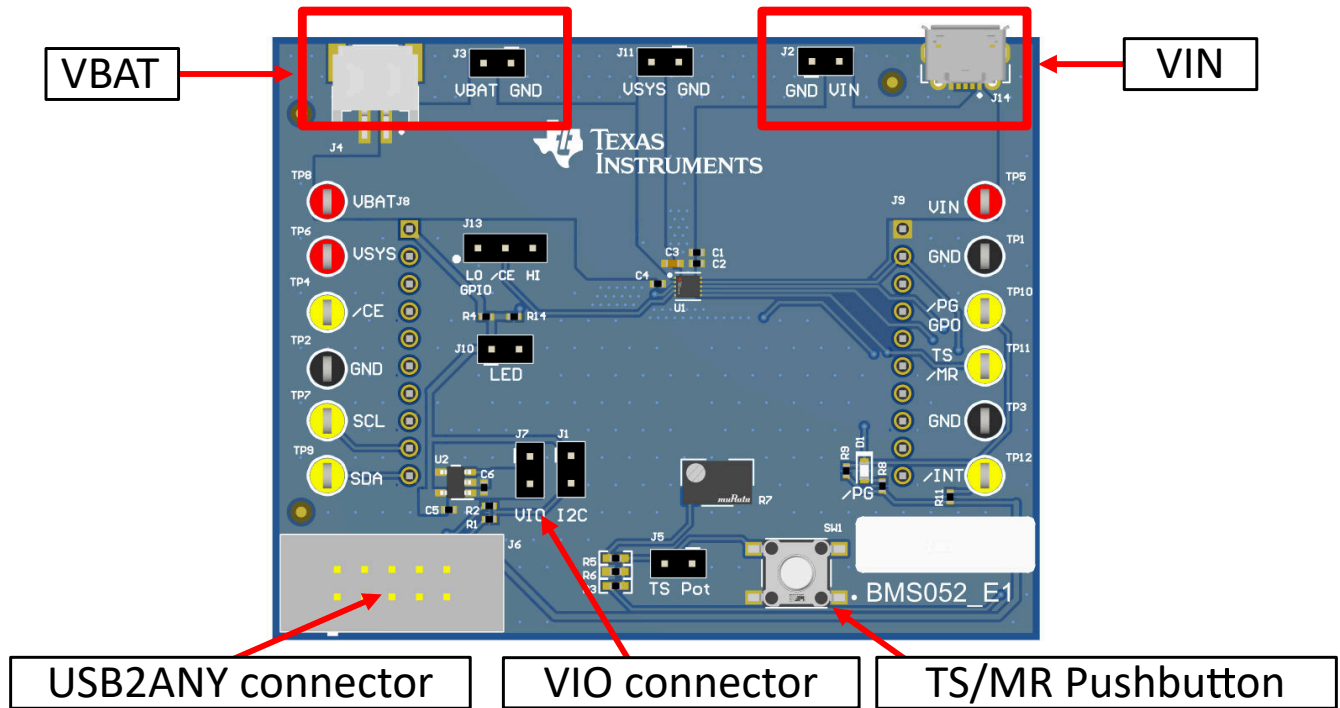 VBAT
VIN
J3
VBAT GND
J11
VSYS GND
J2
GND VIN
J14
J4
TEXAS
INSTRUMENTS
TP8
VBAT
J8
TP6
VSYS
TP4
/CE
TP2
GND
TP7
SCL
TP9
SDA
J13
LO /CE HI
GPIO
R4
R14
J10
LED
C3
C1
C2
C4
U1
J9
TP5
VIN
TP1
GND
TP10
/PG
GPO
TP11
TS
/MR
TP3
GND
TP12
/INT
J7
J1
U2
C6
C5
R2
R1
VIO I2C
muRata
R7
D1
R9
R8
/PG
R11
J6
J5
R5
R6
TS Pot
SW1
BMS052_E1
USB2ANY connector
VIO connector
TS/MR Pushbutton